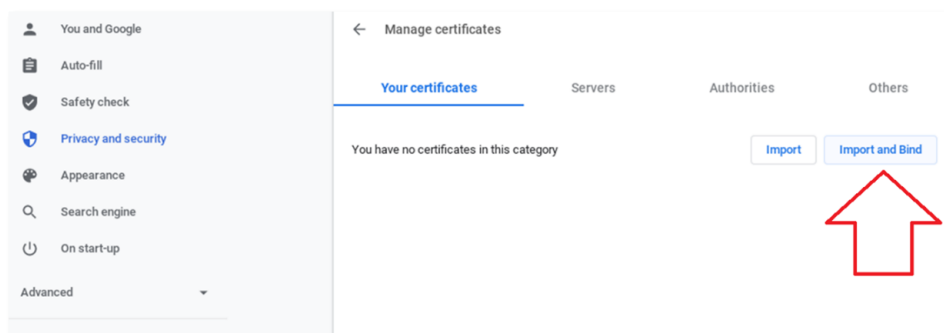 You and Google
Auto-fill
Safety check
Privacy and security
Appearance
Search engine
On start-up
Advanced
Manage certificates
Your certificates Servers Authorities Others
You have no certificates in this category Import Import and Bind